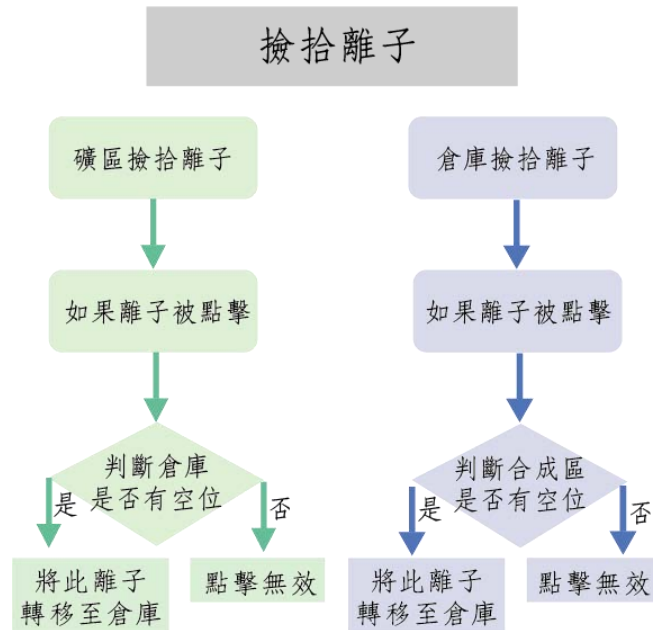 撿拾離子
礦區撿拾離子
如果離子被點擊
判斷倉庫
是否有空位
是
否
將此離子
轉移至倉庫
點擊無效
倉庫撿拾離子
如果離子被點擊
判斷合成區
是否有空位
是
否
將此離子
轉移至倉庫
點擊無效